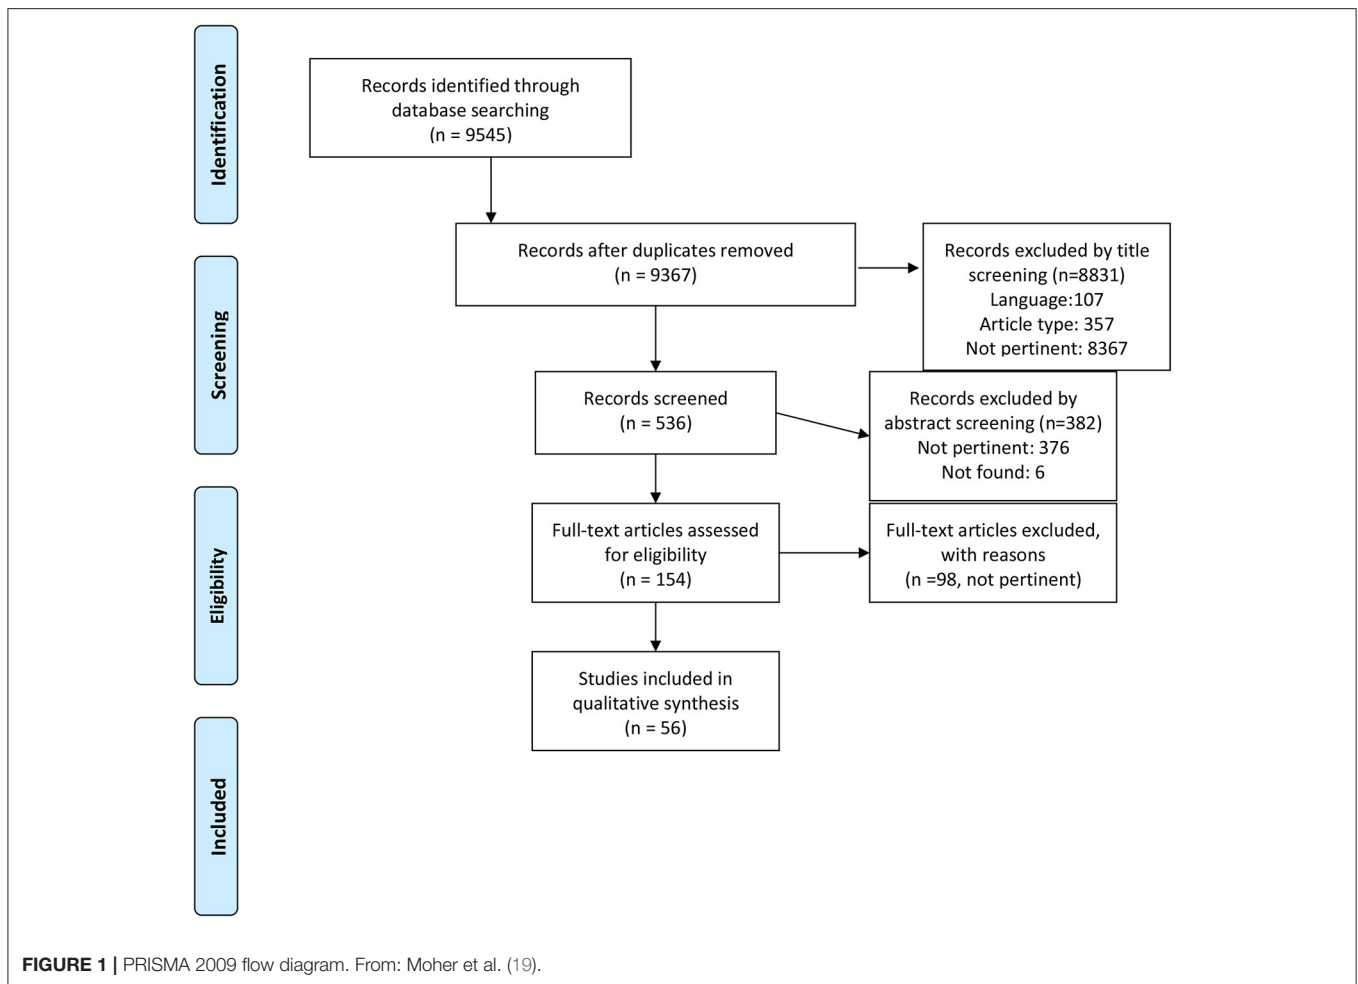 Identification
Records identified through
database searching
(n = 9545)
Records after duplicates removed
(n = 9367)
Records excluded by title
screening (n=8831)
Language:107
Article type: 357
Not pertinent: 8367
Screening
Records screened
(n = 536)
Records excluded by
abstract screening (n=382)
Not pertinent: 376
Not found: 6
Eligibility
Full-text articles assessed
for eligibility
(n = 154)
Full-text articles excluded,
with reasons
(n =98, not pertinent)
Studies included in
qualitative synthesis
(n = 56)
Included
FIGURE 1 | PRISMA 2009 flow diagram. From: Moher et al. (19).